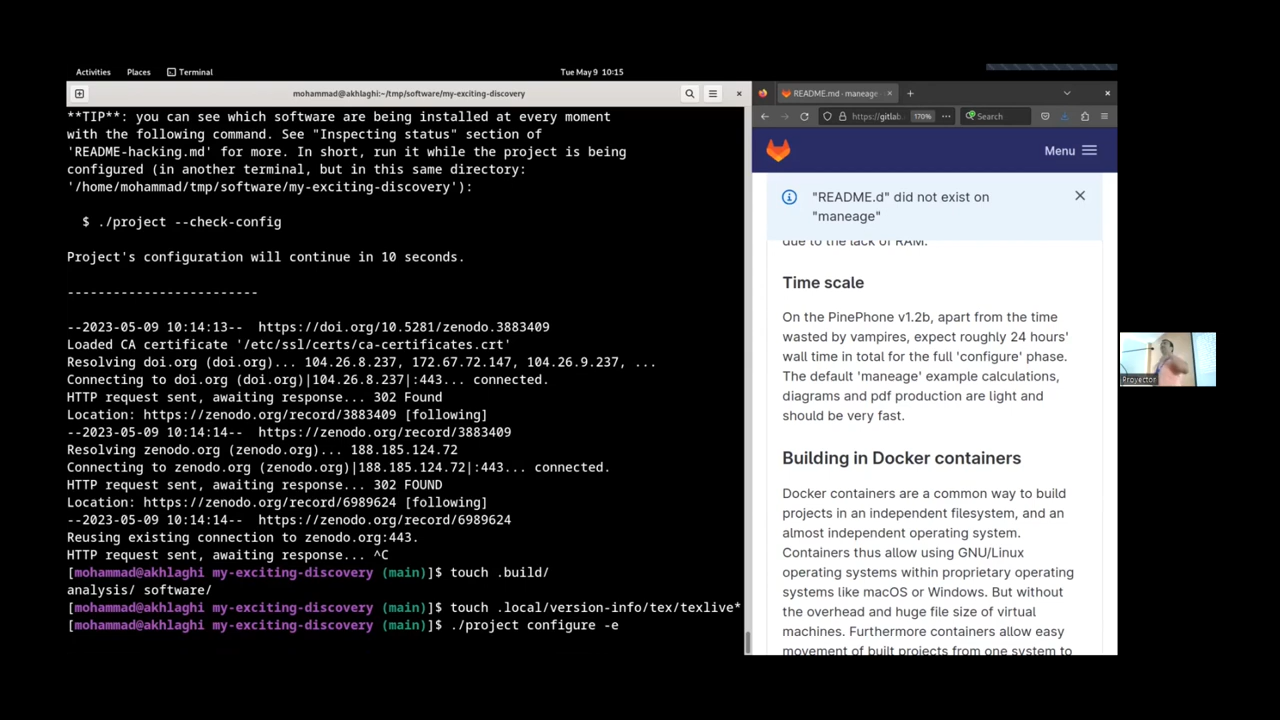 Activities Places Terminal Tue May 9 10:15
mohammad@akhlaghi:~/tmp/software/my-exciting-discovery
**TIP**: you can see which software are being installed at every moment
with the following command. See "Inspecting status" section of
'README-hacking.md' for more. In short, run it while the project is being
configured (in another terminal, but in this same directory:
'/home/mohammad/tmp/software/my-exciting-discovery'):
$ ./project --check-config
Project's configuration will continue in 10 seconds.
-------------------------
--2023-05-09 10:14:13-- https://doi.org/10.5281/zenodo.3883409
Loaded CA certificate '/etc/ssl/certs/ca-certificates.crt'
Resolving doi.org (doi.org)... 104.26.8.237, 172.67.72.147, 104.26.9.237, ...
Connecting to doi.org (doi.org)|104.26.8.237|:443... connected.
HTTP request sent, awaiting response... 302 Found
Location: https://zenodo.org/record/3883409 [following]
--2023-05-09 10:14:14-- https://zenodo.org/record/3883409
Resolving zenodo.org (zenodo.org)... 188.185.124.72
Connecting to zenodo.org (zenodo.org)|188.185.124.72|:443... connected.
HTTP request sent, awaiting response... 302 FOUND
Location: https://zenodo.org/record/6989624 [following]
--2023-05-09 10:14:14-- https://zenodo.org/record/6989624
Reusing existing connection to zenodo.org:443.
HTTP request sent, awaiting response... ^C
[mohammad@akhlaghi my-exciting-discovery (main)]$ touch .build/
analysis/ software/
[mohammad@akhlaghi my-exciting-discovery (main)]$ touch .local/version-info/tex/texlive*
[mohammad@akhlaghi my-exciting-discovery (main)]$ ./project configure -e
README.md · maneage
https://gitlab. 170% Search
Menu
"README.d" did not exist on
"maneage"
due to the lack of RAM.
Time scale
On the PinePhone v1.2b, apart from the time
wasted by vampires, expect roughly 24 hours'
wall time in total for the full 'configure' phase.
The default 'maneage' example calculations,
diagrams and pdf production are light and
should be very fast.
Building in Docker containers
Docker containers are a common way to build
projects in an independent filesystem, and an
almost independent operating system.
Containers thus allow using GNU/Linux
operating systems within proprietary operating
systems like macOS or Windows. But without
the overhead and huge file size of virtual
machines. Furthermore containers allow easy
movement of built projects from one system to
Proyector